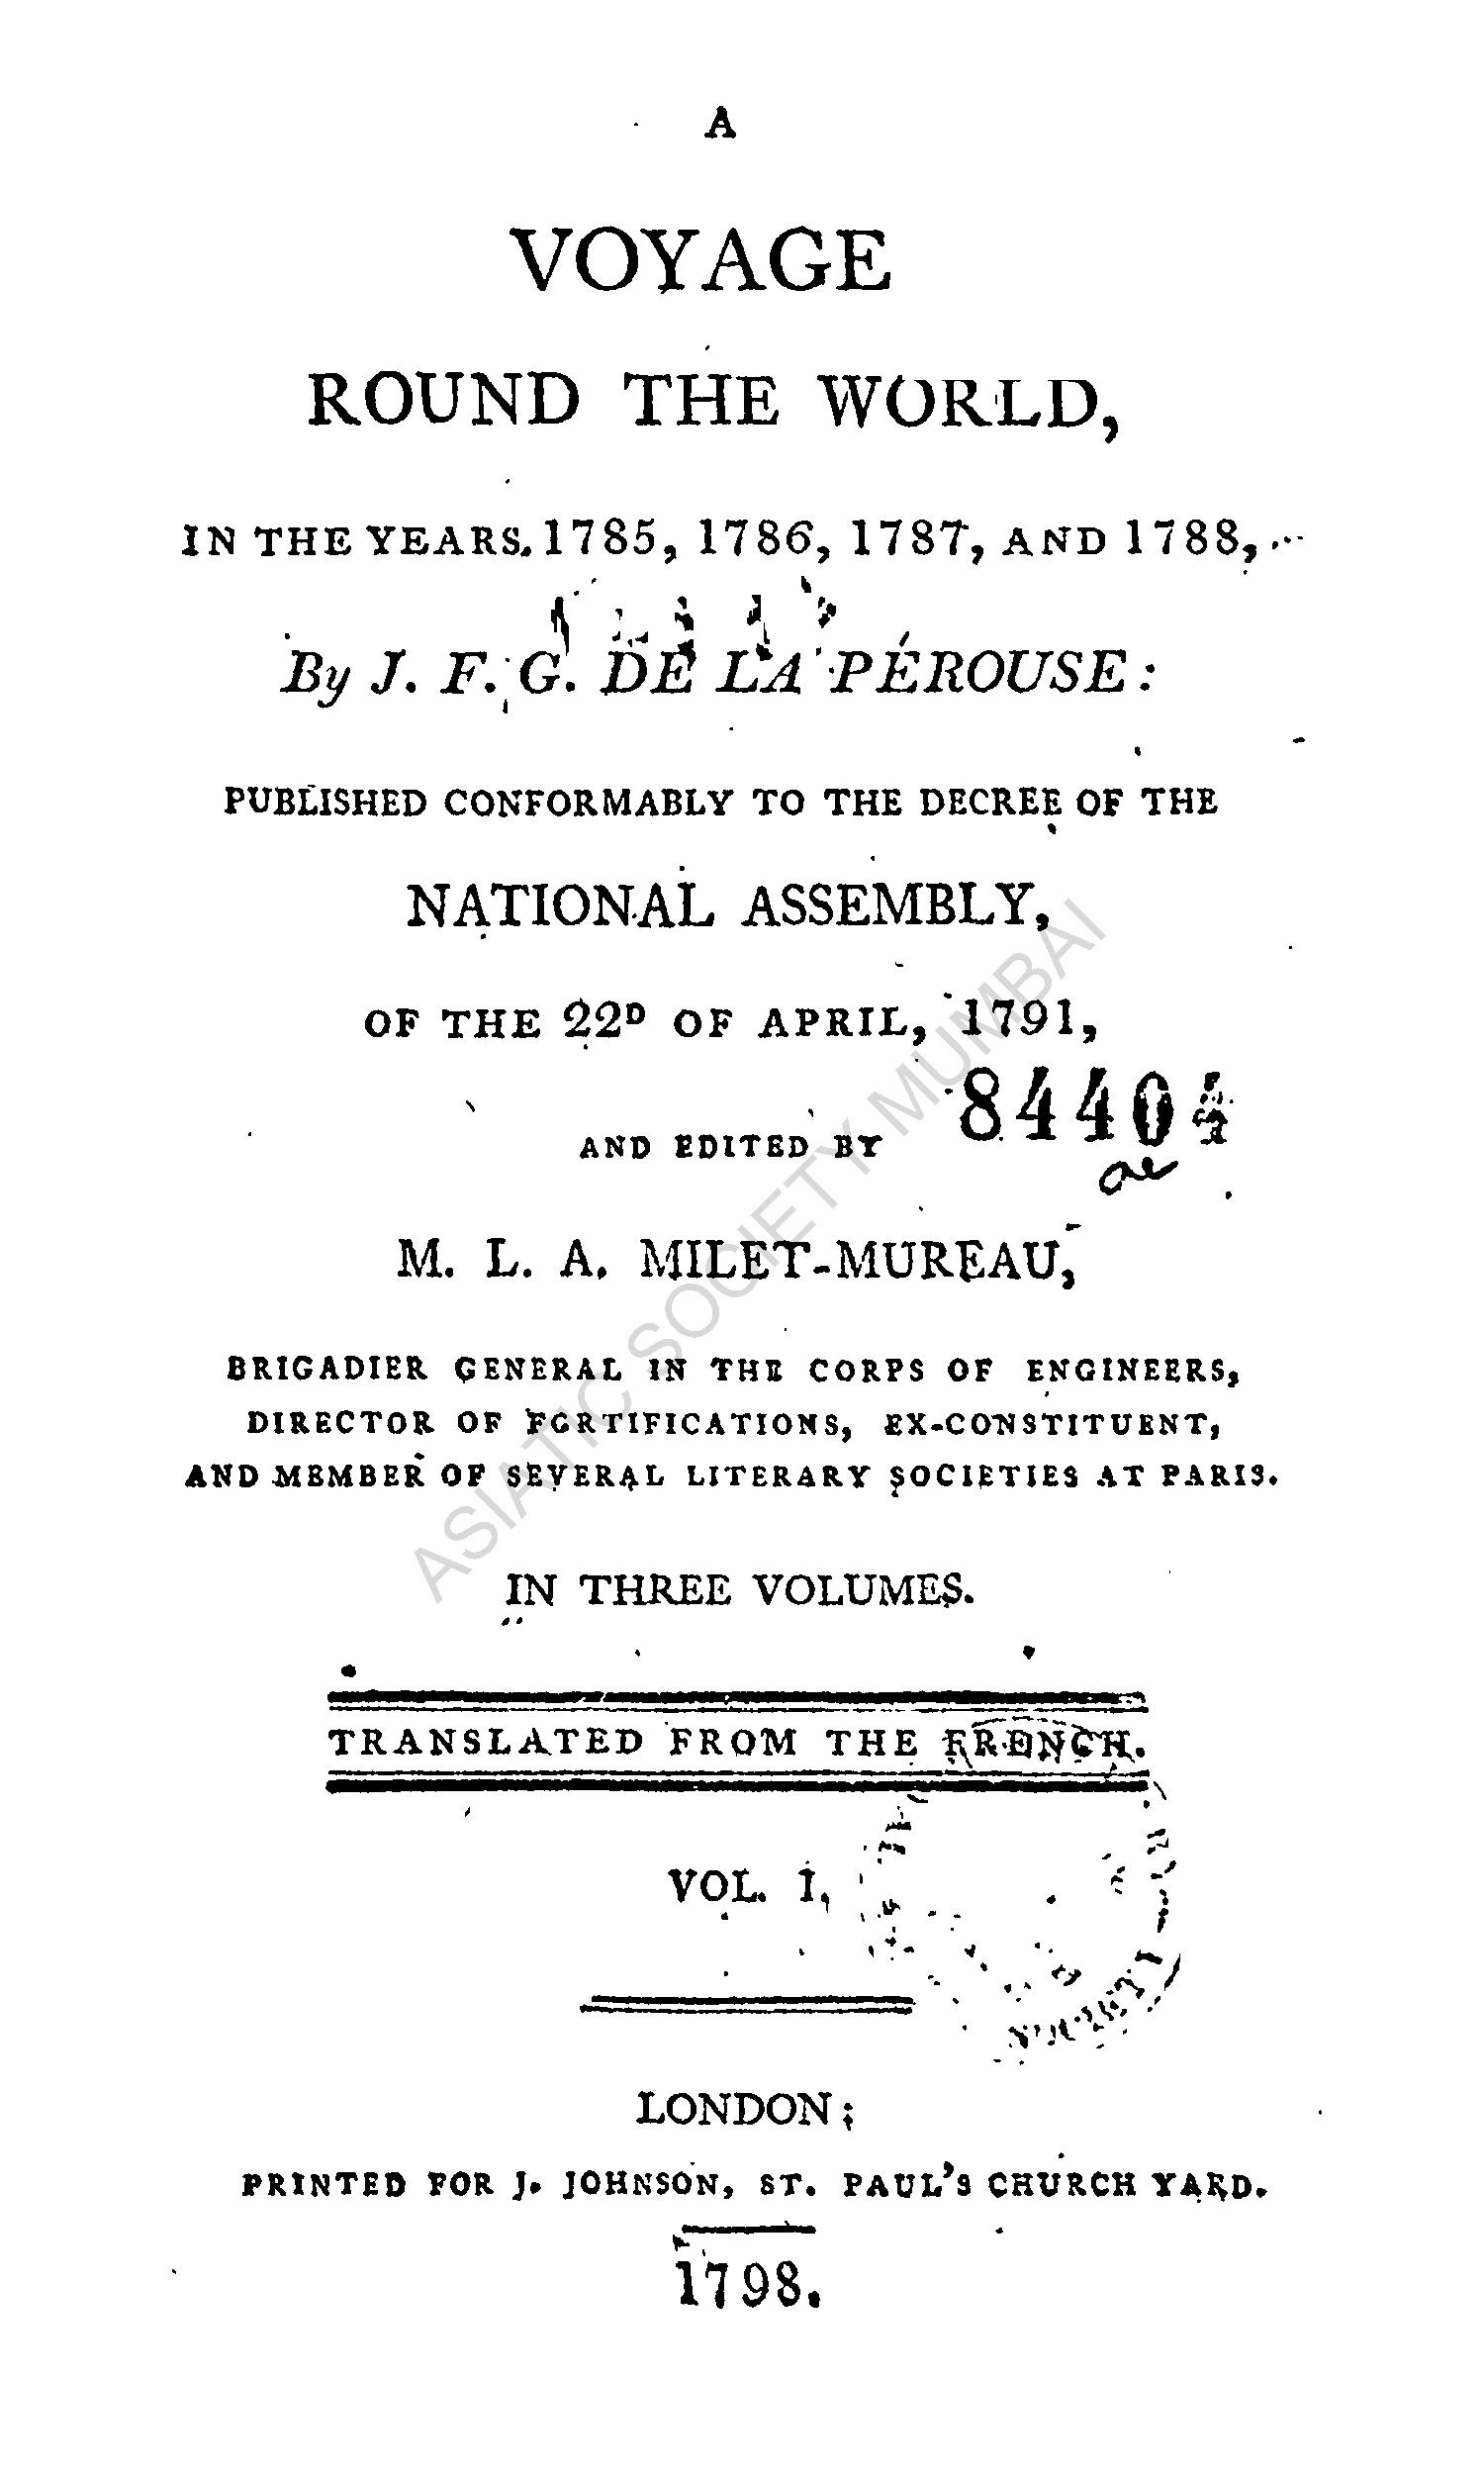 A
VOYAGE
ROUND THE WORLD,
IN THE YEARS, 1785, 1786, 1787, AND 1788,
By J. F. G. DE LA PÉROUSE:
PUBLISHED CONFORMABLY TO THE DECREE OF THE
NATIONAL ASSEMBLY,
OF THE 22D OF APRIL, 1791,
84404
AND EDITED BY
M. L. A. MILET-MUREAU,
BRIGADIER GENERAL IN THE CORPS OF ENGINEERS,
DIRECTOR OF FORTIFICATIONS, EX-CONSTITUENT,
AND MEMBER OF SEVERAL LITERARY SOCIETIES AT PARIS.
IN THREE VOLUMES.
TRANSLATED FROM THE FRENCH.
VOL. I.
LONDON:
PRINTED FOR J. JOHNSON, ST. PAUL'S CHURCH YARD.
1798.
ASIATIC SOCIETY MUMBAI